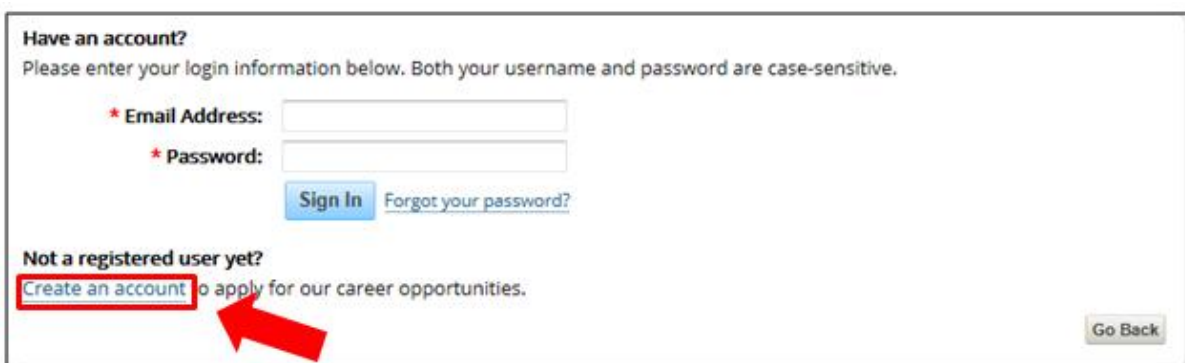 Have an account?
Please enter your login information below. Both your username and password are case-sensitive.
* Email Address:
* Password:
Sign In Forgot your password?
Not a registered user yet?
Create an account o apply for our career opportunities.
Go Back